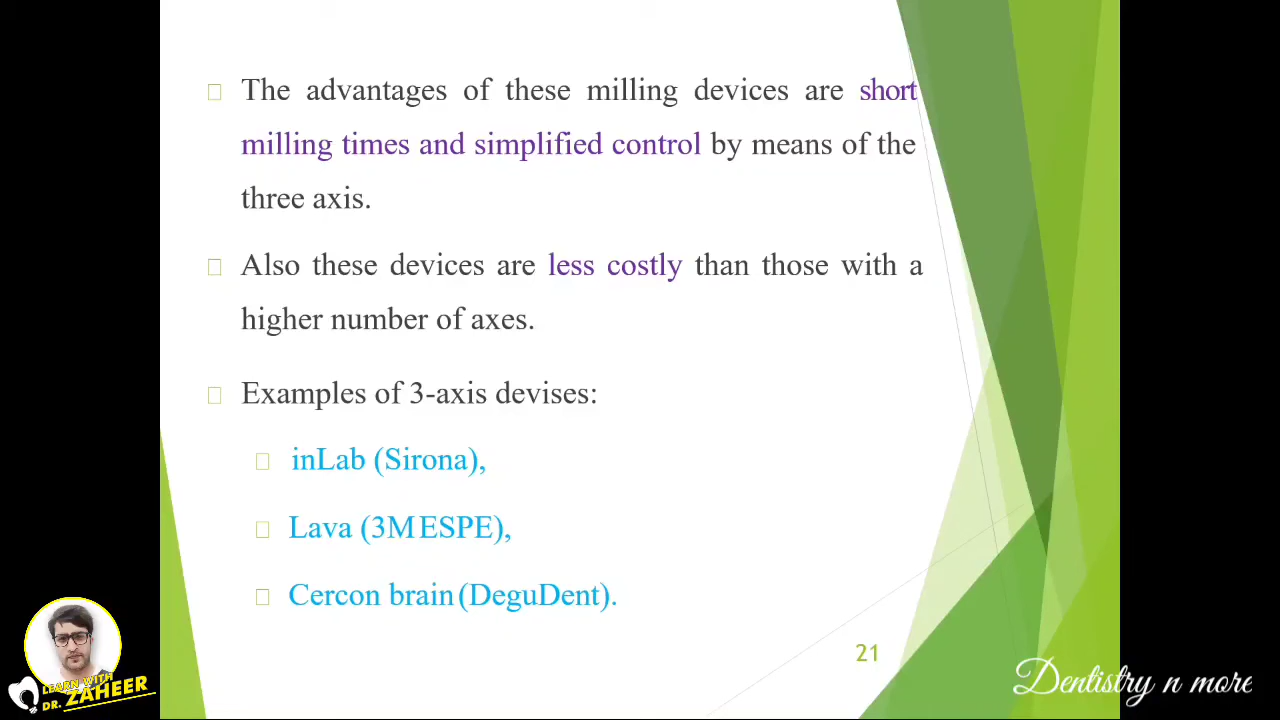 The advantages of these milling devices are short
milling times and simplified control by means of the
three axis.
Also these devices are less costly than those with a
higher number of axes.
Examples of 3-axis devises:
inLab (Sirona),
Lava (3M ESPE),
Cercon brain (DeguDent).
21
LEARN WITH
DR. ZAHEER
Dentistry n more